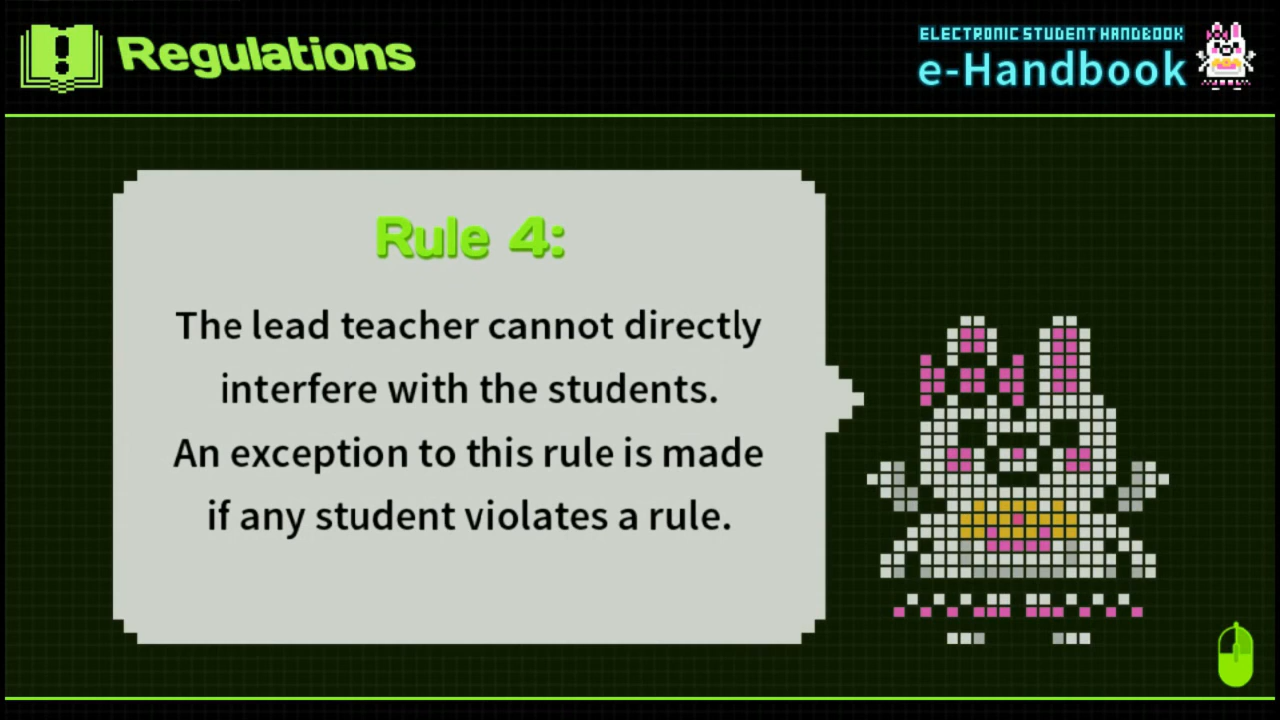 Regulations
ELECTRONIC STUDENT HANDBOOK
e-Handbook
Rule 4:
The lead teacher cannot directly
interfere with the students.
An exception to this rule is made
if any student violates a rule.